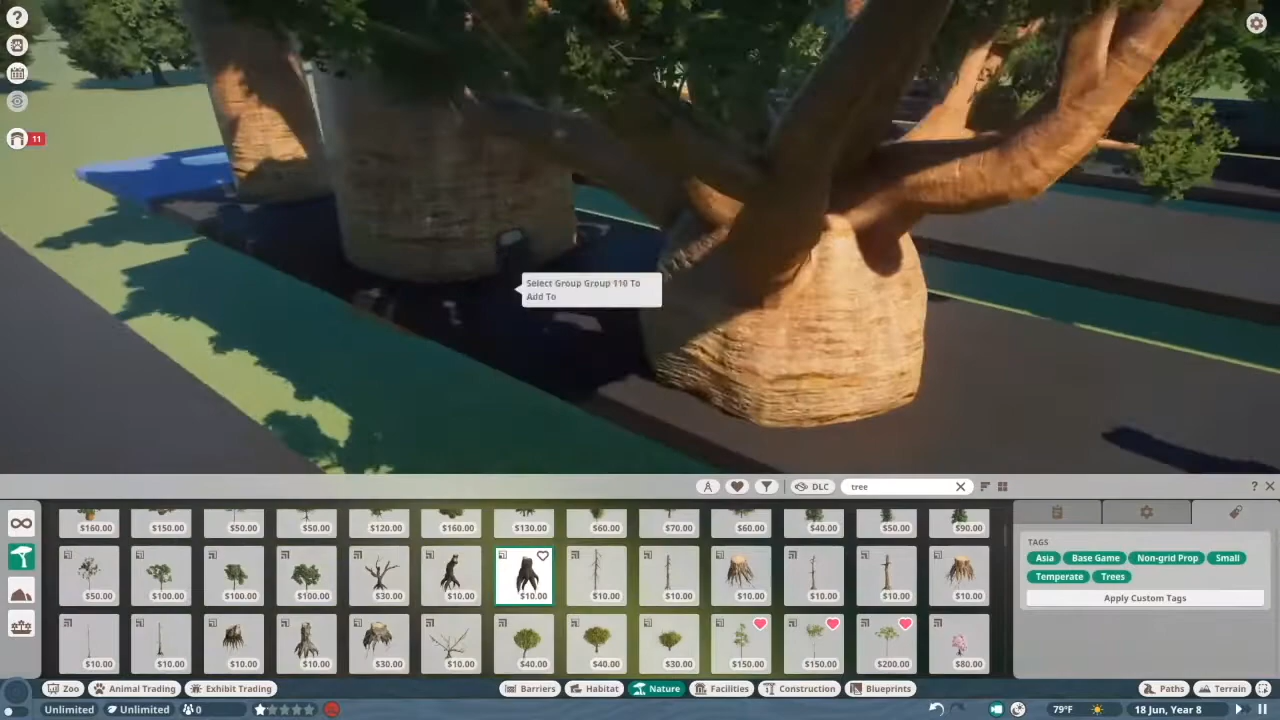 ?
11
Select Group Group 110 To
Add To
DLC
tree
?
$160.00 $150.00 $50.00 $50.00 $120.00 $160.00 $130.00 $60.00 $70.00 $60.00 $40.00 $50.00 $90.00
$50.00 $100.00 $100.00 $100.00 $30.00 $10.00 $10.00 $10.00 $10.00 $10.00 $10.00 $10.00 $10.00
$10.00 $10.00 $10.00 $10.00 $30.00 $10.00 $40.00 $40.00 $30.00 $150.00 $150.00 $200.00 $80.00
TAGS
Asia Base Game Non-grid Prop Small
Temperate Trees
Apply Custom Tags
Zoo Animal Trading Exhibit Trading Barriers Habitat Nature Facilities Construction Blueprints Paths Terrain
Unlimited Unlimited 0 79°F 18 Jun, Year 8